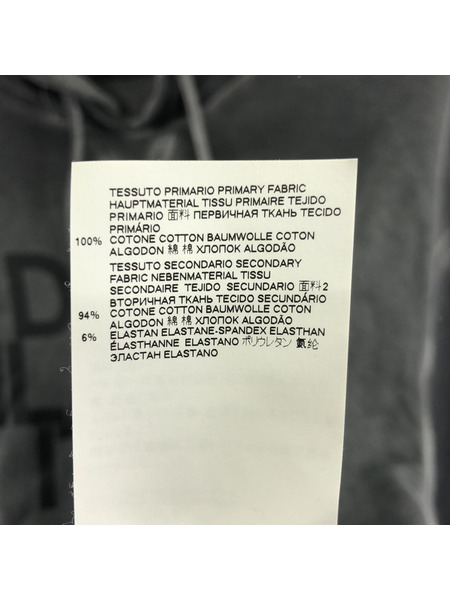 TESSUTO PRIMARIO PRIMARY FABRIC
HAUPTMATERIAL TISSU PRIMAIRE TEJIDO
PRIMARIO 面料 ПЕРВИЧНАЯ ТКАНЬ TECIDO
PRIMÁRIO
100% COTONE COTTON BAUMWOLLE COTON
ALGODON 綿 棉 ХЛОПОК ALGODÃO
TESSUTO SECONDARIO SECONDARY
FABRIC NEBENMATERIAL TISSU
SECONDAIRE TEJIDO SECUNDARIO 面料2
ВТОРИЧНАЯ ТКАНЬ TECIDO SECUNDÁRIO
94% COTONE COTTON BAUMWOLLE COTON
ALGODON 綿 棉 ХЛОПОК ALGODÃO
6% ELASTAN ELASTANE-SPANDEX ELASTHAN
ÉLASTHANNE ELASTANO ポリウレタン 氨纶
ЭЛАСТАН ELASTANO
D
L
T